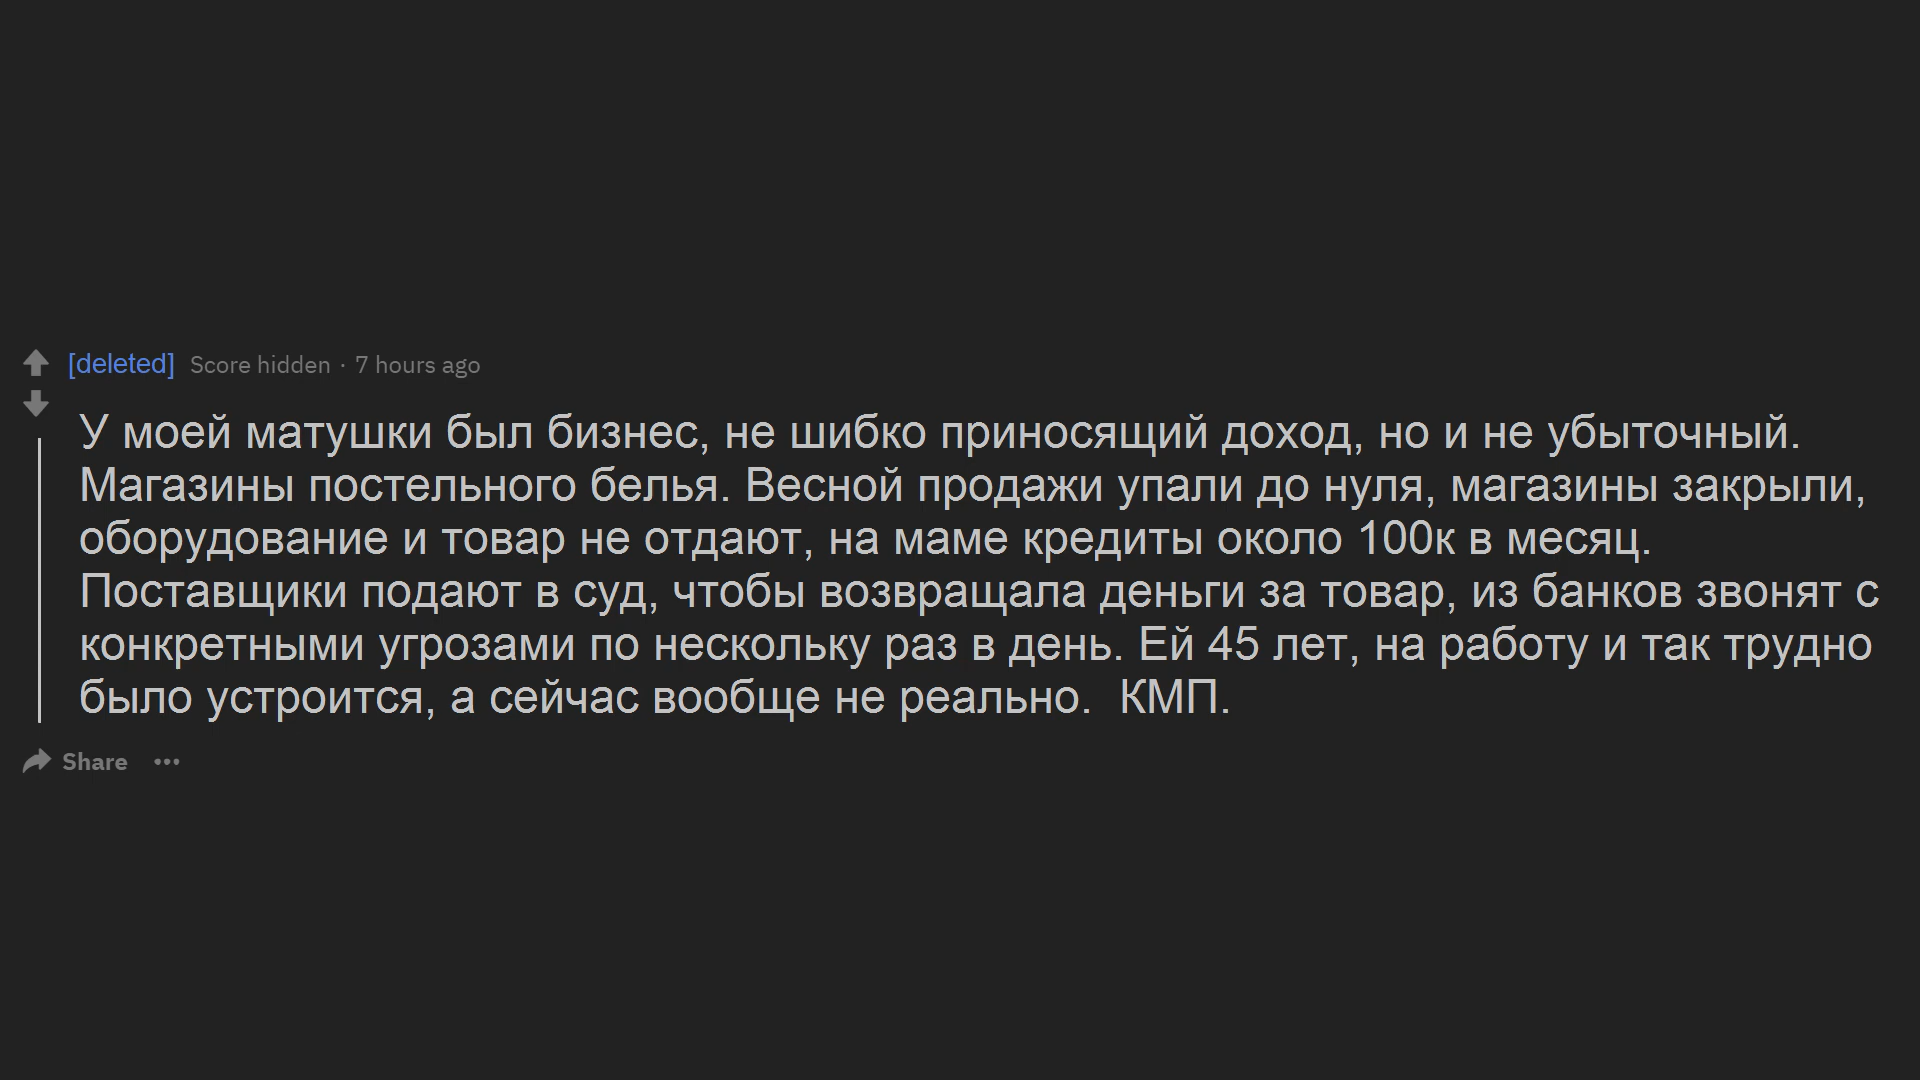 [deleted] Score hidden · 7 hours ago
У моей матушки был бизнес, не шибко приносящий доход, но и не убыточный.
Магазины постельного белья. Весной продажи упали до нуля, магазины закрыли,
оборудование и товар не отдают, на маме кредиты около 100к в месяц.
Поставщики подают в суд, чтобы возвращала деньги за товар, из банков звонят с
конкретными угрозами по нескольку раз в день. Ей 45 лет, на работу и так трудно
было устроится, а сейчас вообще не реально.  КМП.
Share ···